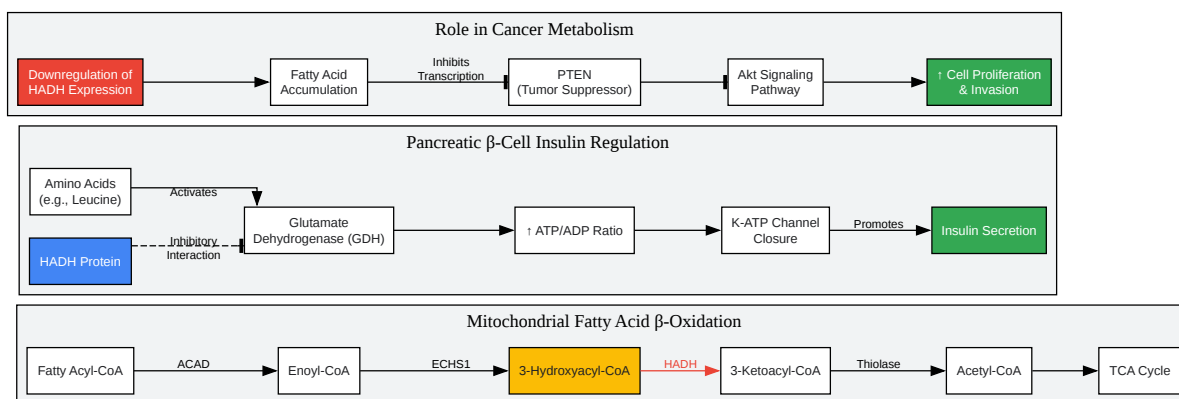 Role in Cancer Metabolism
Downregulation of
HADH Expression
Fatty Acid
Accumulation
Inhibits
Transcription
PTEN
(Tumor Suppressor)
Akt Signaling
Pathway
↑ Cell Proliferation
& Invasion
Pancreatic β-Cell Insulin Regulation
Amino Acids
(e.g., Leucine)
Activates
HADH Protein
Inhibitory
Interaction
Glutamate
Dehydrogenase (GDH)
↑ ATP/ADP Ratio
K-ATP Channel
Closure
Promotes
Insulin Secretion
Mitochondrial Fatty Acid β-Oxidation
Fatty Acyl-CoA
ACAD
Enoyl-CoA
ECHS1
3-Hydroxyacyl-CoA
HADH
3-Ketoacyl-CoA
Thiolase
Acetyl-CoA
TCA Cycle